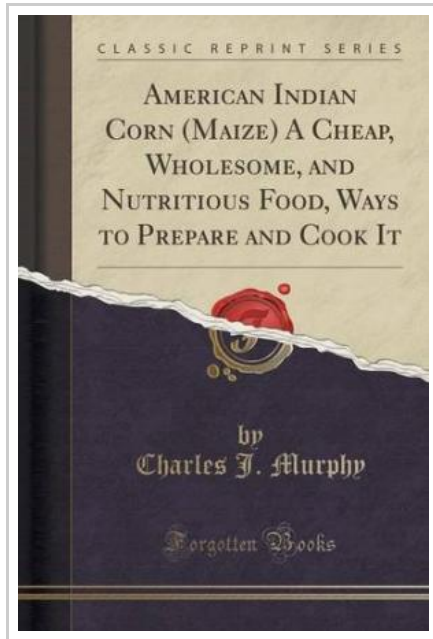 CLASSIC REPRINT SERIES
AMERICAN INDIAN
CORN (MAIZE) A CHEAP,
WHOLESOME, AND
NUTRITIOUS FOOD, WAYS
TO PREPARE AND COOK IT
F
by
Charles J. Murphy
Forgotten Books